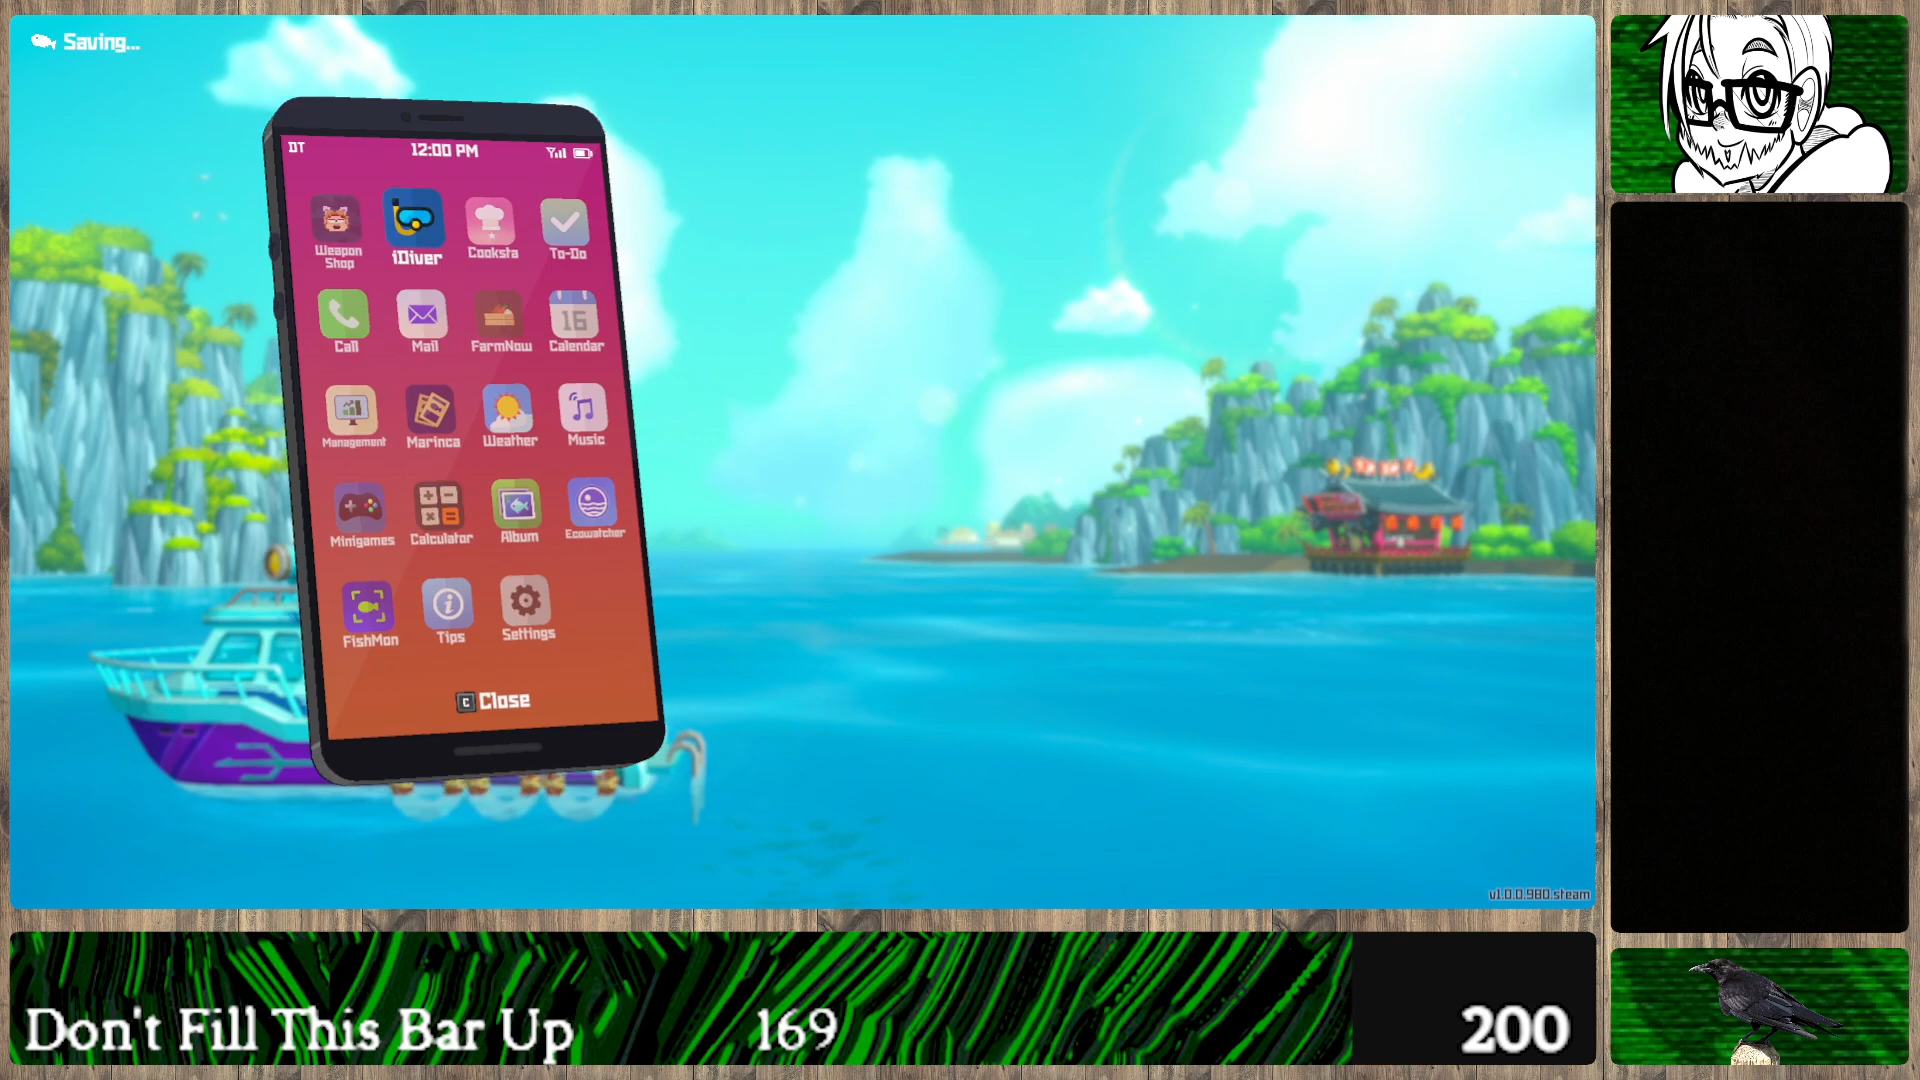 Saving...
DT
12:00 PM
Weapon Shop
iDiver
Cooksta
To-Do
Call
Mail
FarmNow
16
Calendar
Management
Marinca
Weather
Music
Minigames
Calculator
Album
Ecowatcher
FishMon
Tips
Settings
C Close
v1.0.0.980.steam
Don't Fill This Bar Up
169
200